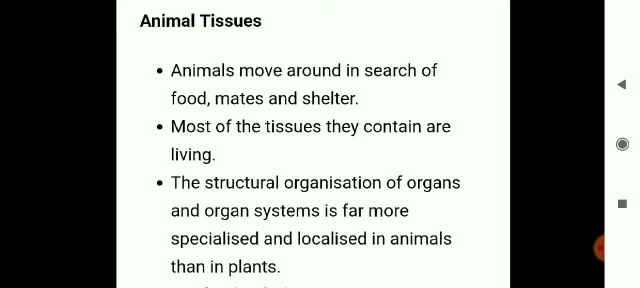 Animal Tissues
• Animals move around in search of
food, mates and shelter.
• Most of the tissues they contain are
living.
• The structural organisation of organs
and organ systems is far more
specialised and localised in animals
than in plants.